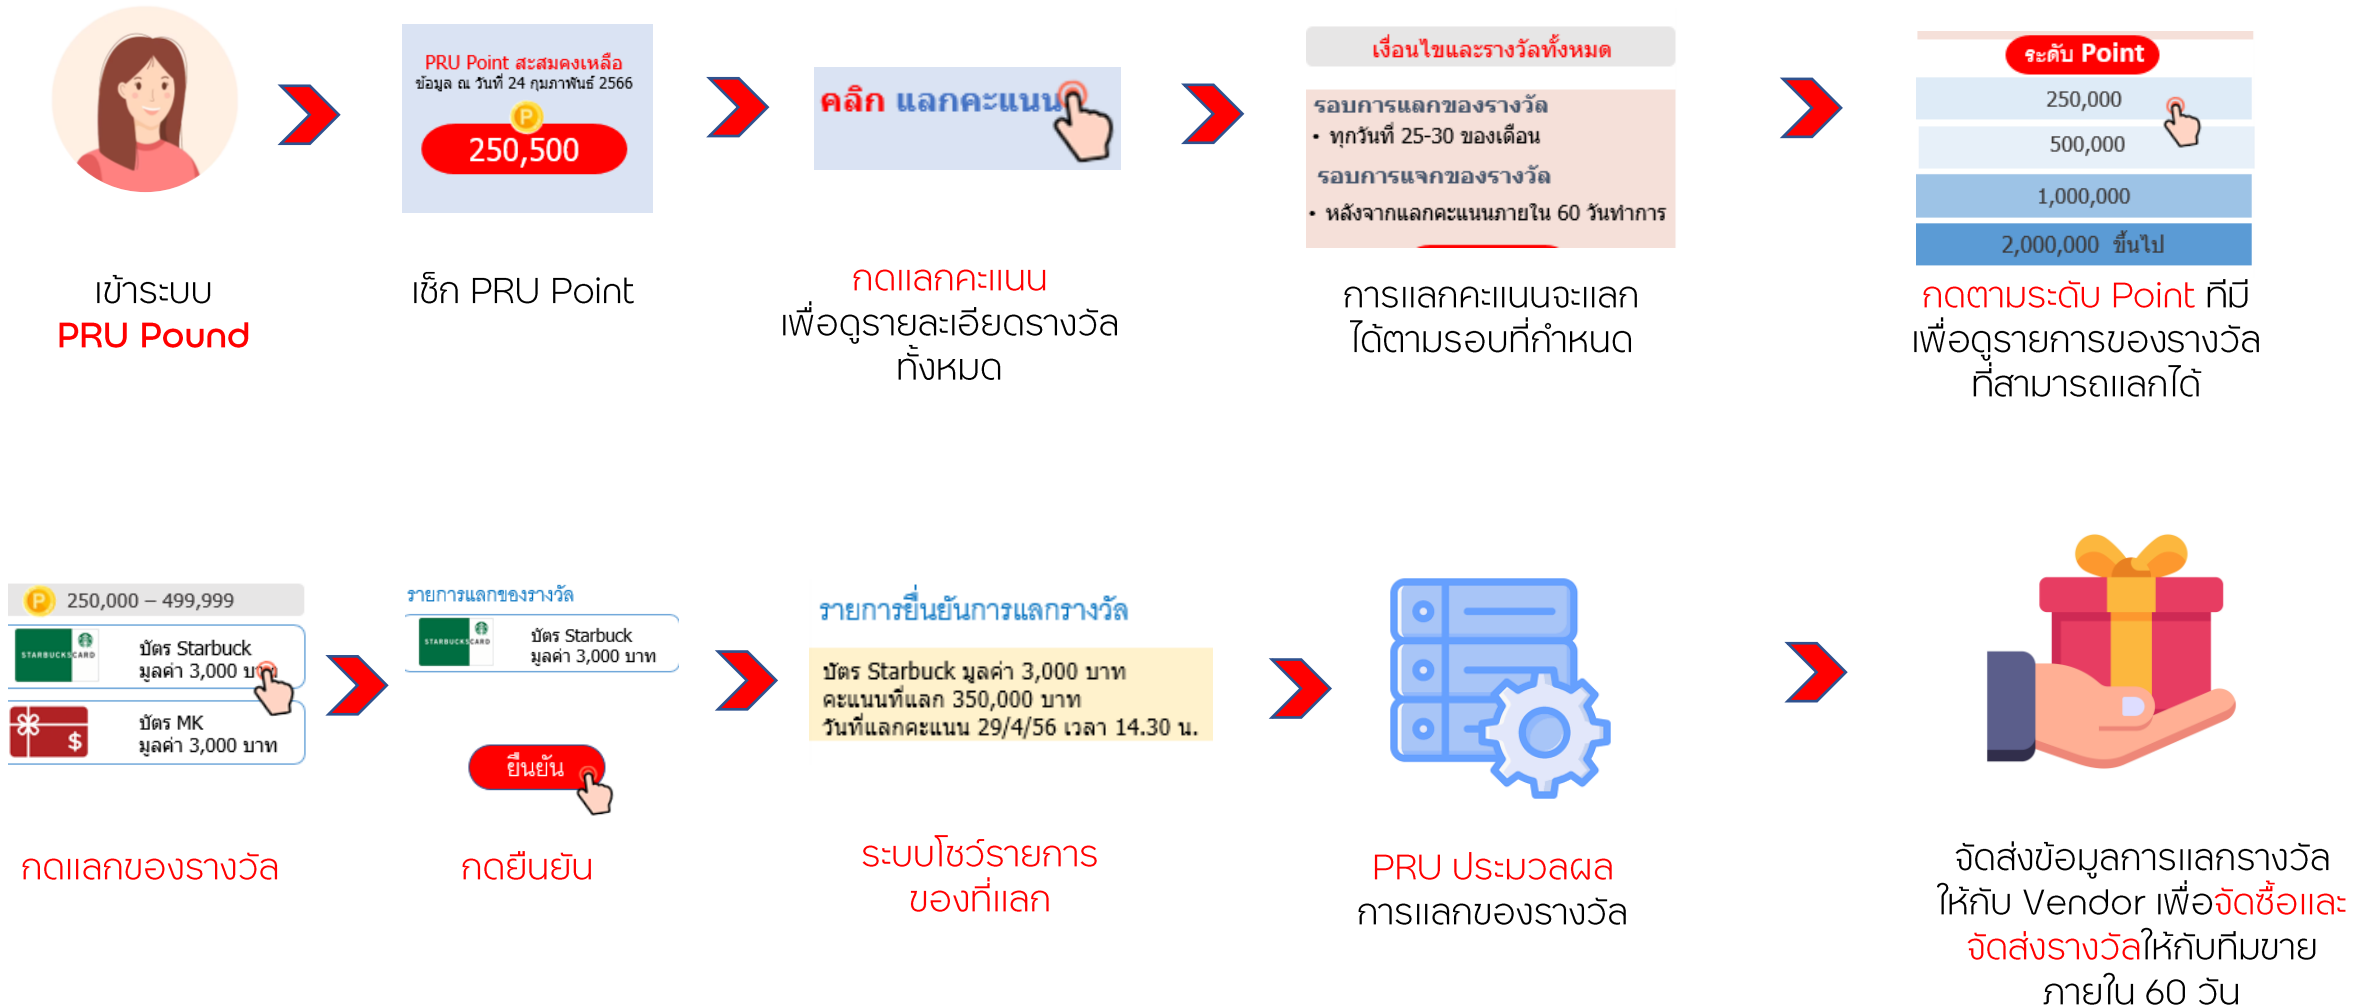 PRU Point สะสมคงเหลือ
ข้อมูล ณ วันที่ 24 กุมภาพันธ์ 2566
P
250,500
คลิก แลกคะแนน
เงื่อนไขและรางวัลทั้งหมด
รอบการแลกของรางวัล
• ทุกวันที่ 25-30 ของเดือน
รอบการแจกของรางวัล
• หลังจากแลกคะแนนภายใน 60 วันทำการ
ระดับ Point
250,000
500,000
1,000,000
2,000,000 ขึ้นไป
เข้าระบบ
PRU Pound
เช็ก PRU Point
กดแลกคะแนน
เพื่อดูรายละเอียดรางวัล
ทั้งหมด
การแลกคะแนนจะแลก
ได้ตามรอบที่กำหนด
กดตามระดับ Point ทีมี
เพื่อดูรายการของรางวัล
ที่สามารถแลกได้
P 250,000 – 499,999
STARBUCKS CARD
บัตร Starbuck
มูลค่า 3,000 บาท
$
บัตร MK
มูลค่า 3,000 บาท
รายการแลกของรางวัล
STARBUCKS CARD
บัตร Starbuck
มูลค่า 3,000 บาท
ยืนยัน
รายการยื่นยันการแลกรางวัล
บัตร Starbuck มูลค่า 3,000 บาท
คะแนนที่แลก 350,000 บาท
วันที่แลกคะแนน 29/4/56 เวลา 14.30 น.
กดแลกของรางวัล
กดยืนยัน
ระบบโชว์รายการ
ของที่แลก
PRU ประมวลผล
การแลกของรางวัล
จัดส่งข้อมูลการแลกรางวัล
ให้กับ Vendor เพื่อจัดซื้อและ
จัดส่งรางวัลให้กับทีมขาย
ภายใน 60 วัน